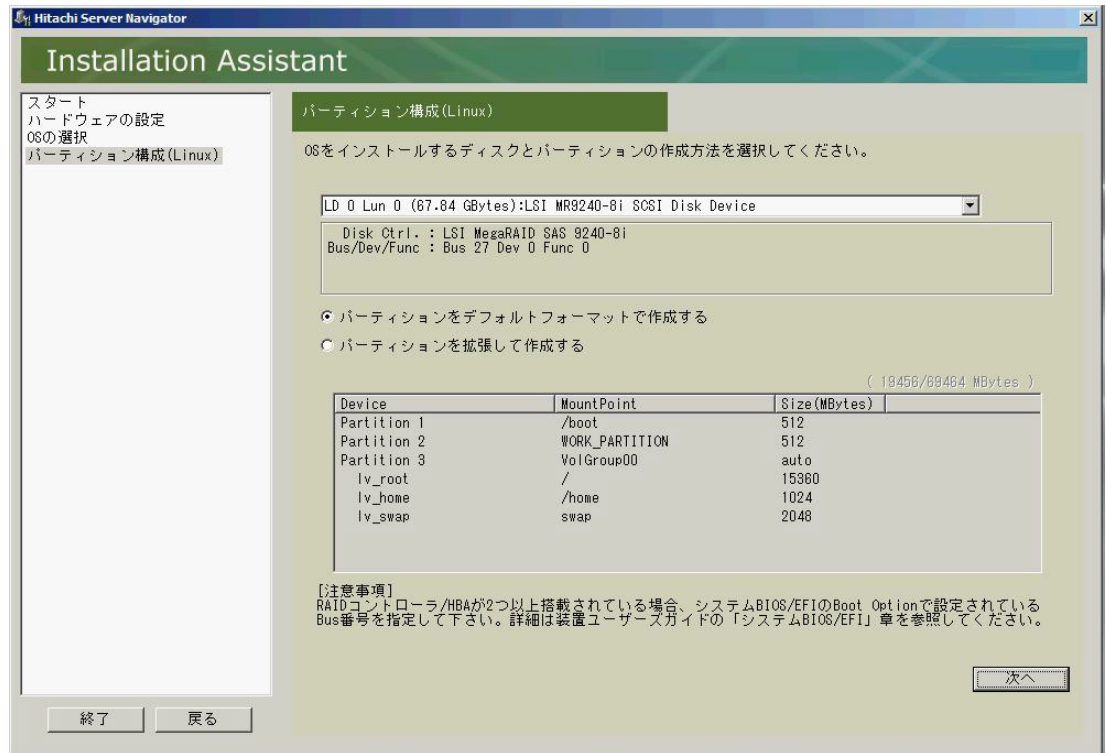 Hitachi Server Navigator
Installation Assistant
スタート
ハードウェアの設定
OSの選択
パーティション構成(Linux)
パーティション構成(Linux)
OSをインストールするディスクとパーティションの作成方法を選択してください。
LD 0 Lun 0 (67.84 GBytes):LSI MR9240-8i SCSI Disk Device
Disk Ctrl. : LSI MegaRAID SAS 9240-8i
Bus/Dev/Func : Bus 27 Dev 0 Func 0
パーティションをデフォルトフォーマットで作成する
パーティションを拡張して作成する
( 19456/69464 MBytes )
Device MountPoint Size(MBytes)
Partition 1 /boot 512
Partition 2 WORK_PARTITION 512
Partition 3 VolGroup00 auto
lv_root / 15360
lv_home /home 1024
lv_swap swap 2048
[注意事項]
RAIDコントローラ/HBAが2つ以上搭載されている場合、システムBIOS/EFIのBoot Optionで設定されている
Bus番号を指定して下さい。詳細は装置ユーザーズガイドの「システムBIOS/EFI」章を参照してください。
次へ
終了 戻る